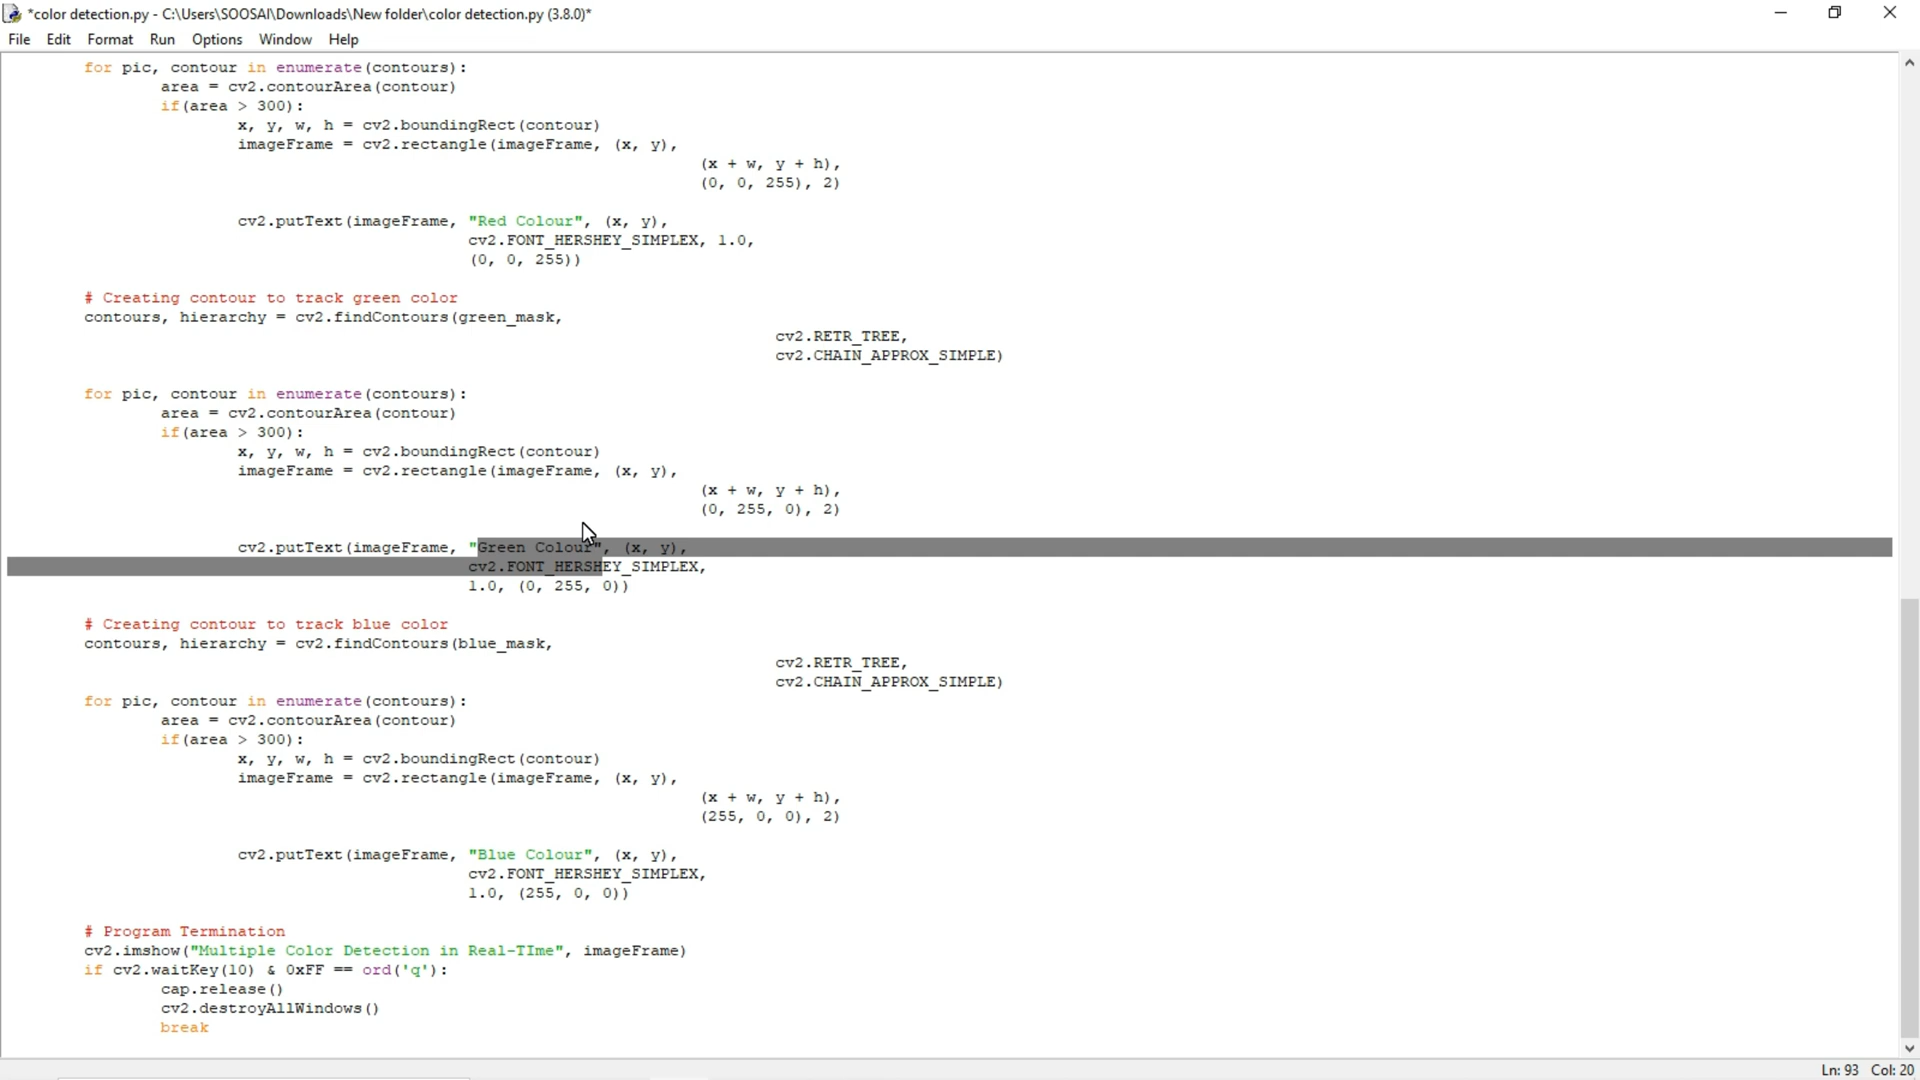 *color detection.py - C:\Users\SOOSAI\Downloads\New folder\color detection.py (3.8.0)*
File Edit Format Run Options Window Help
for pic, contour in enumerate(contours):
area = cv2.contourArea(contour)
if(area > 300):
x, y, w, h = cv2.boundingRect(contour)
imageFrame = cv2.rectangle(imageFrame, (x, y),
(x + w, y + h),
(0, 0, 255), 2)
cv2.putText(imageFrame, "Red Colour", (x, y),
cv2.FONT_HERSHEY_SIMPLEX, 1.0,
(0, 0, 255))
# Creating contour to track green color
contours, hierarchy = cv2.findContours(green_mask,
cv2.RETR_TREE,
cv2.CHAIN_APPROX_SIMPLE)
for pic, contour in enumerate(contours):
area = cv2.contourArea(contour)
if(area > 300):
x, y, w, h = cv2.boundingRect(contour)
imageFrame = cv2.rectangle(imageFrame, (x, y),
(x + w, y + h),
(0, 255, 0), 2)
cv2.putText(imageFrame, "Green Colour", (x, y),
cv2.FONT_HERSHEY_SIMPLEX,
1.0, (0, 255, 0))
# Creating contour to track blue color
contours, hierarchy = cv2.findContours(blue_mask,
cv2.RETR_TREE,
cv2.CHAIN_APPROX_SIMPLE)
for pic, contour in enumerate(contours):
area = cv2.contourArea(contour)
if(area > 300):
x, y, w, h = cv2.boundingRect(contour)
imageFrame = cv2.rectangle(imageFrame, (x, y),
(x + w, y + h),
(255, 0, 0), 2)
cv2.putText(imageFrame, "Blue Colour", (x, y),
cv2.FONT_HERSHEY_SIMPLEX,
1.0, (255, 0, 0))
# Program Termination
cv2.imshow("Multiple Color Detection in Real-TIme", imageFrame)
if cv2.waitKey(10) & 0xFF == ord('q'):
cap.release()
cv2.destroyAllWindows()
break
Ln: 93 Col: 20